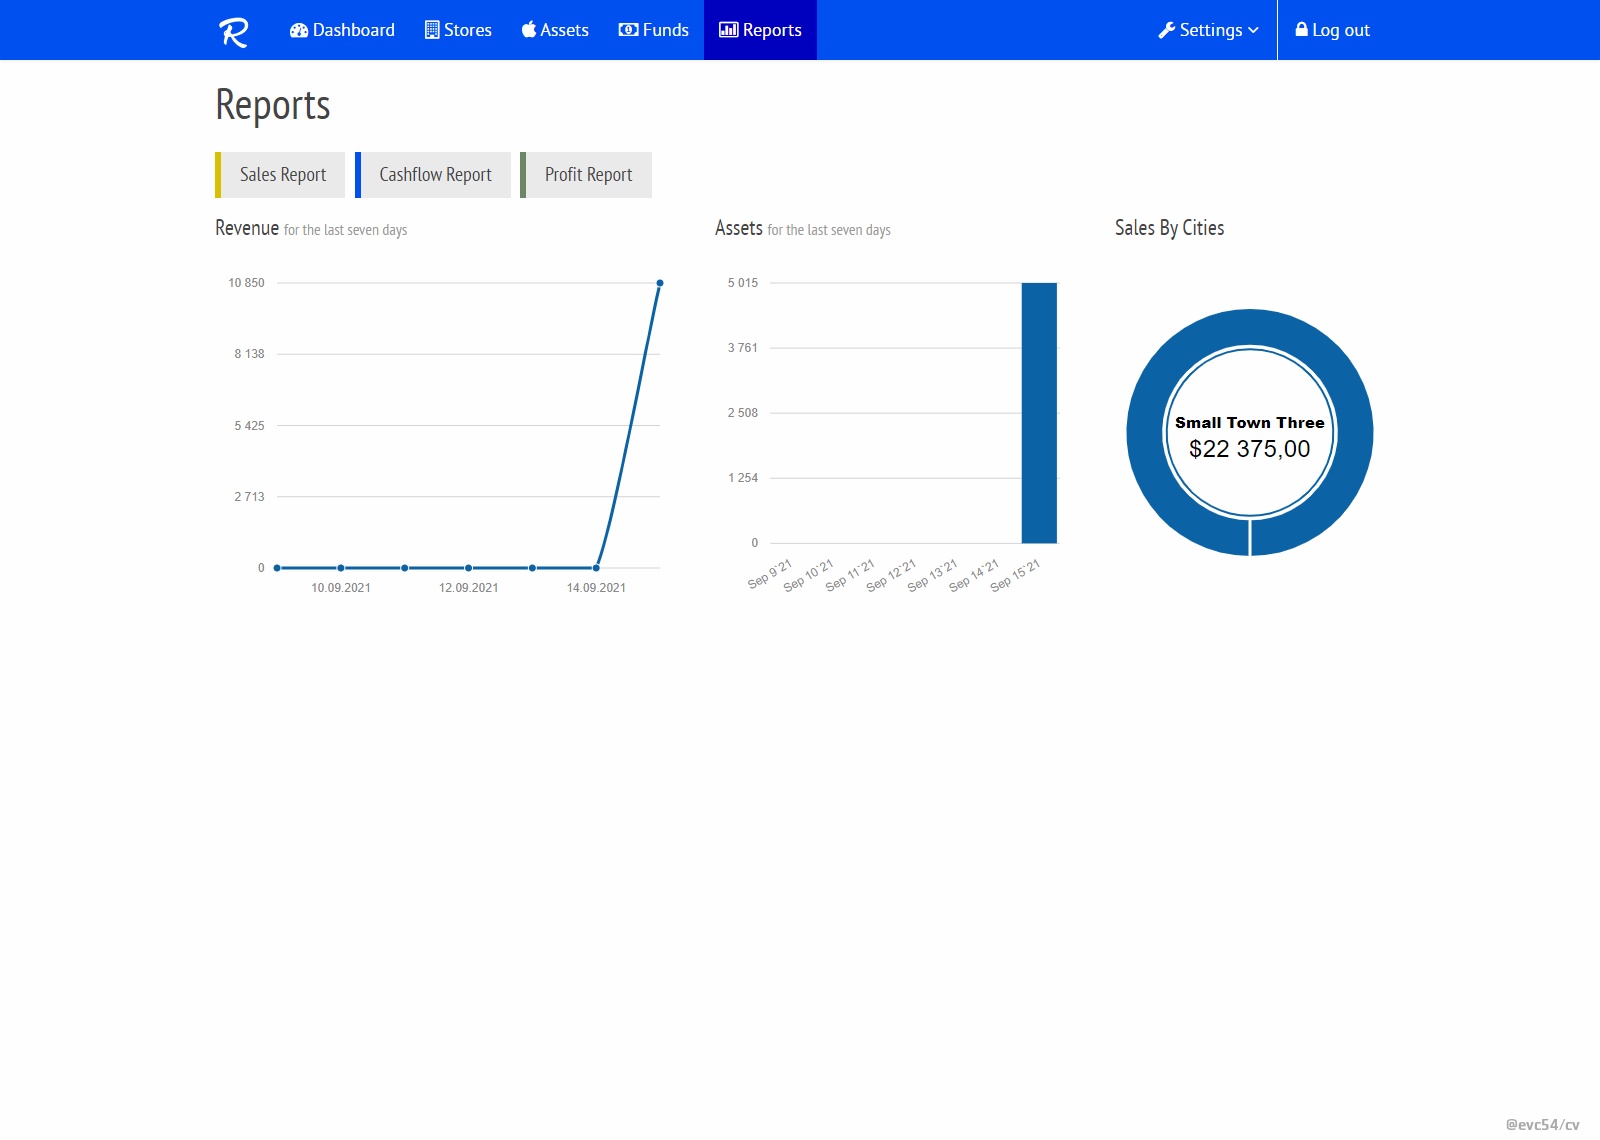 R Dashboard Stores Assets Funds Reports Settings Log out
Reports
Sales Report Cashflow Report Profit Report
Revenue for the last seven days
10 850
8 138
5 425
2 713
0
10.09.2021 12.09.2021 14.09.2021
Assets for the last seven days
5 015
3 761
2 508
1 254
0
Sep 9`21 Sep 10`21 Sep 11`21 Sep 12`21 Sep 13`21 Sep 14`21 Sep 15`21
Sales By Cities
Small Town Three
$22 375,00
@evc54/cv